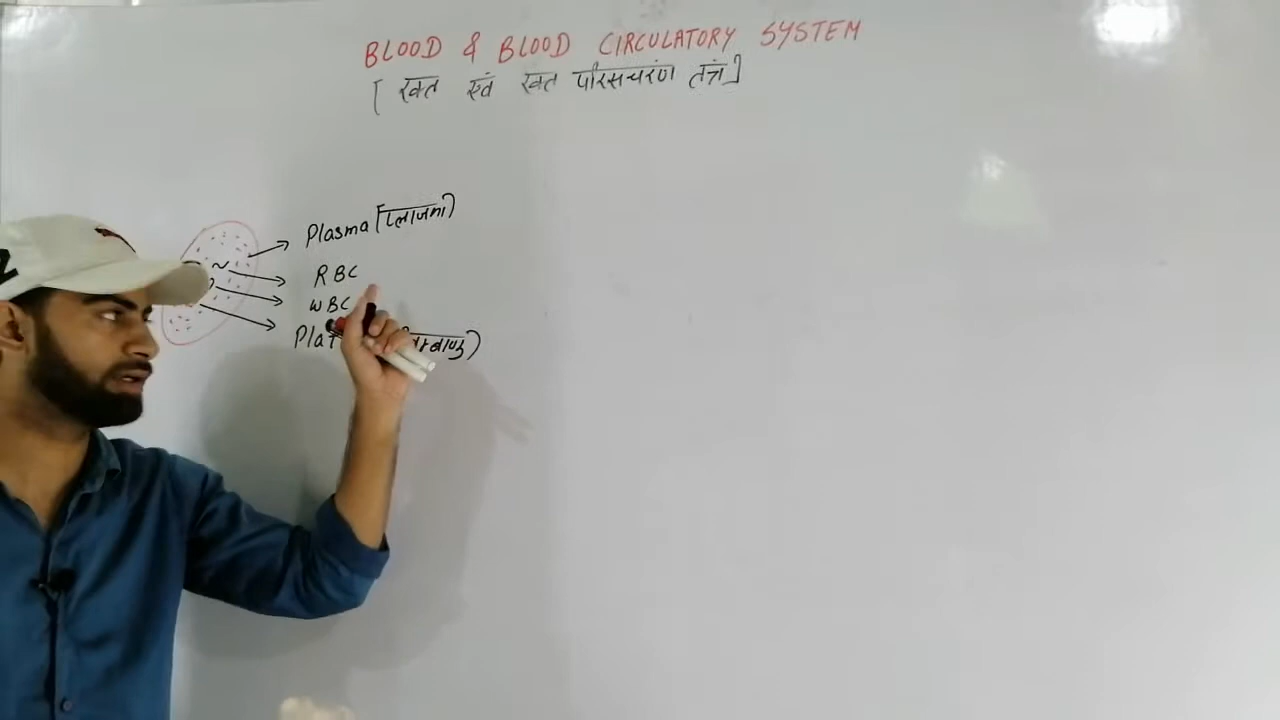 BLOOD & BLOOD CIRCULATORY SYSTEM
[ रक्त एवं रक्त परिसंचरण तंत्र ]
Plasma (प्लाज्मा)
RBC
WBC